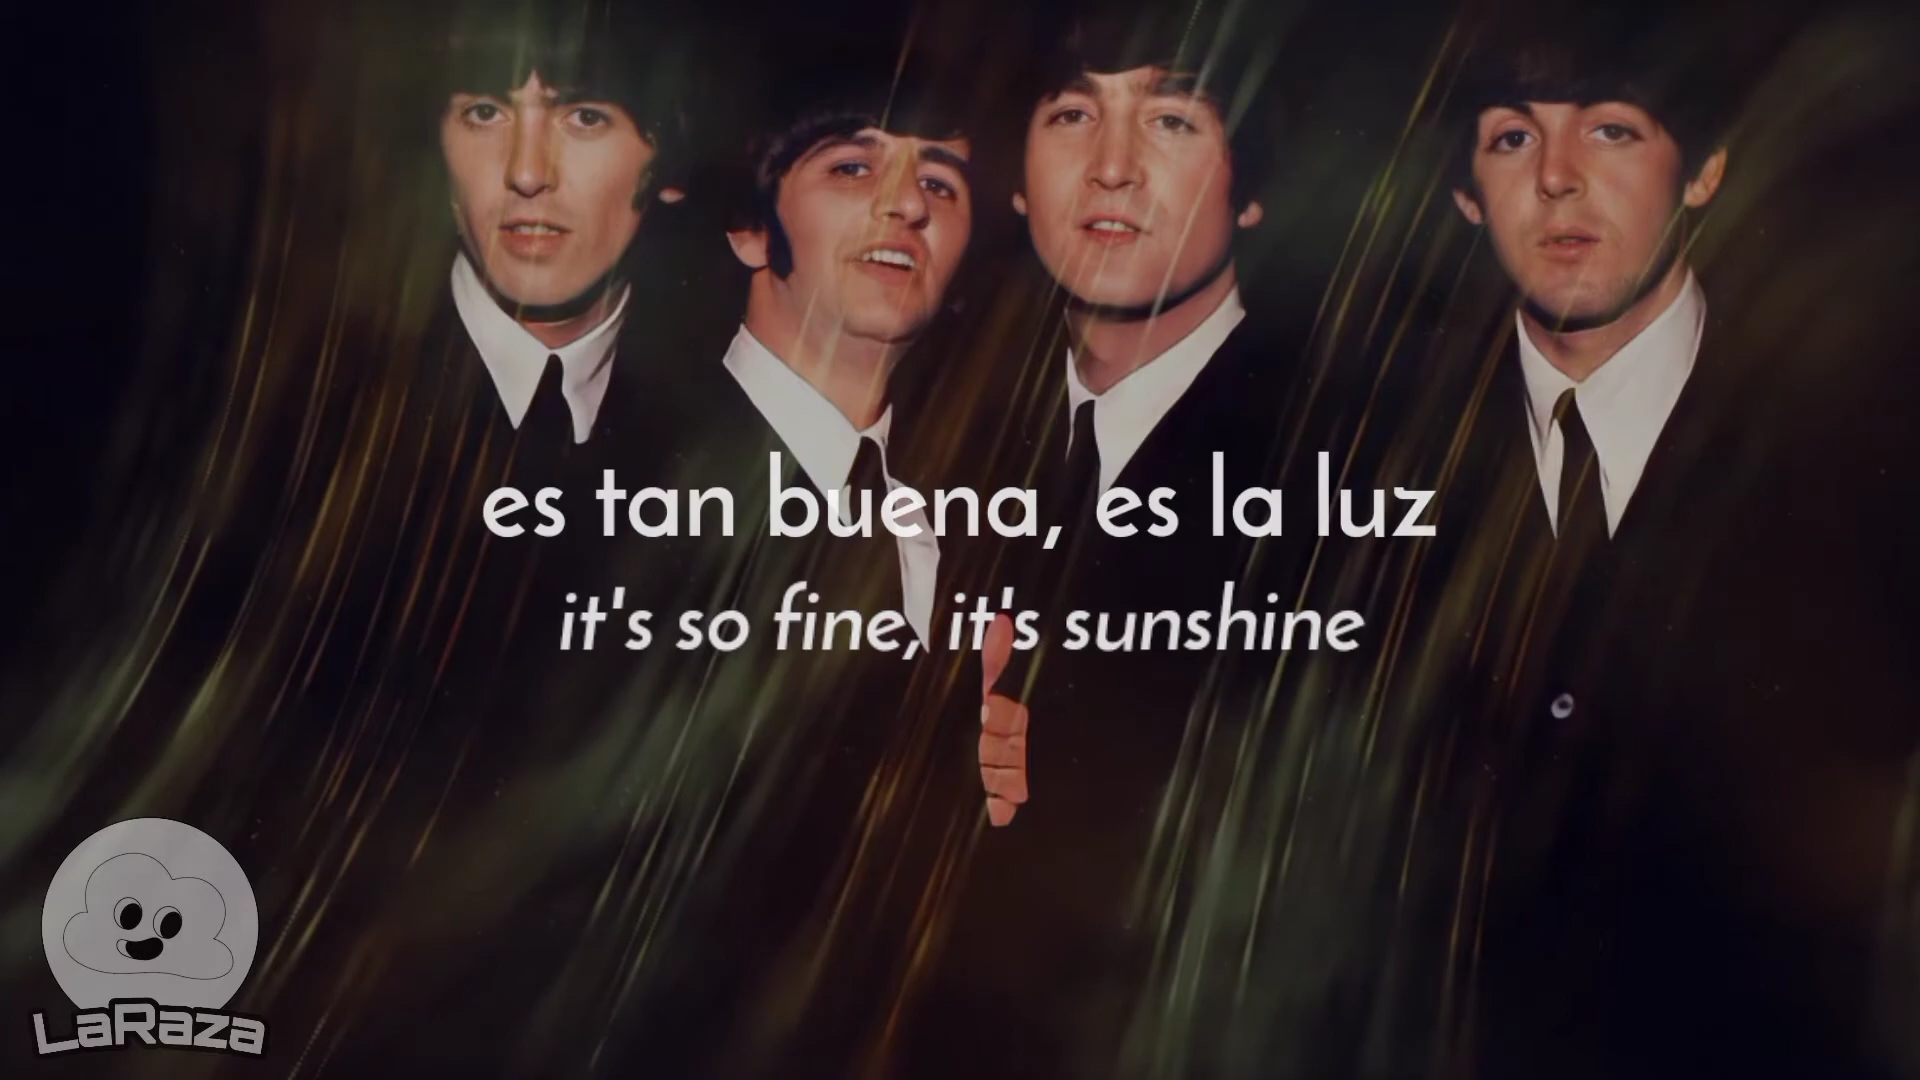 es tan buena, es la luz
it's so fine, it's sunshine
LaRaza